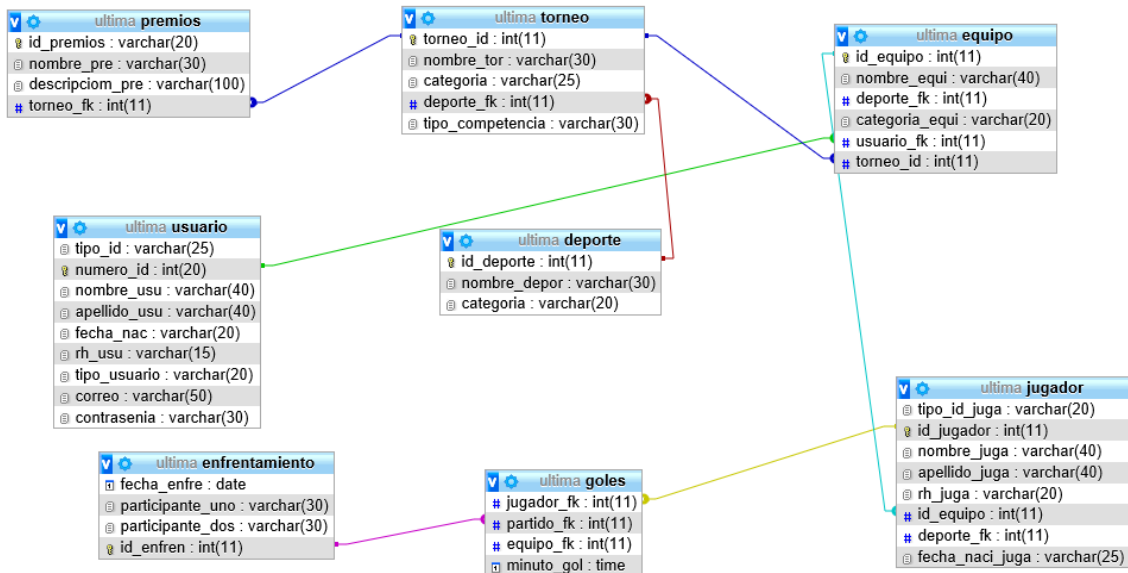 ultima premios
id_premios : varchar(20)
nombre_pre : varchar(30)
descripciom_pre : varchar(100)
# torneo_fk : int(11)
ultima torneo
torneo_id : int(11)
nombre_tor : varchar(30)
categoria : varchar(25)
# deporte_fk : int(11)
tipo_competencia : varchar(30)
ultima equipo
id_equipo : int(11)
nombre_equi : varchar(40)
# deporte_fk : int(11)
categoria_equi : varchar(20)
# usuario_fk : int(11)
# torneo_id : int(11)
ultima usuario
tipo_id : varchar(25)
numero_id : int(20)
nombre_usu : varchar(40)
apellido_usu : varchar(40)
fecha_nac : varchar(20)
rh_usu : varchar(15)
tipo_usuario : varchar(20)
correo : varchar(50)
contrasenia : varchar(30)
ultima deporte
id_deporte : int(11)
nombre_depor : varchar(30)
categoria : varchar(20)
ultima jugador
tipo_id_juga : varchar(20)
id_jugador : int(11)
nombre_juga : varchar(40)
apellido_juga : varchar(40)
rh_juga : varchar(20)
# id_equipo : int(11)
# deporte_fk : int(11)
fecha_naci_juga : varchar(25)
ultima enfrentamiento
fecha_enfre : date
participante_uno : varchar(30)
participante_dos : varchar(30)
id_enfren : int(11)
ultima goles
# jugador_fk : int(11)
# partido_fk : int(11)
# equipo_fk : int(11)
minuto_gol : time